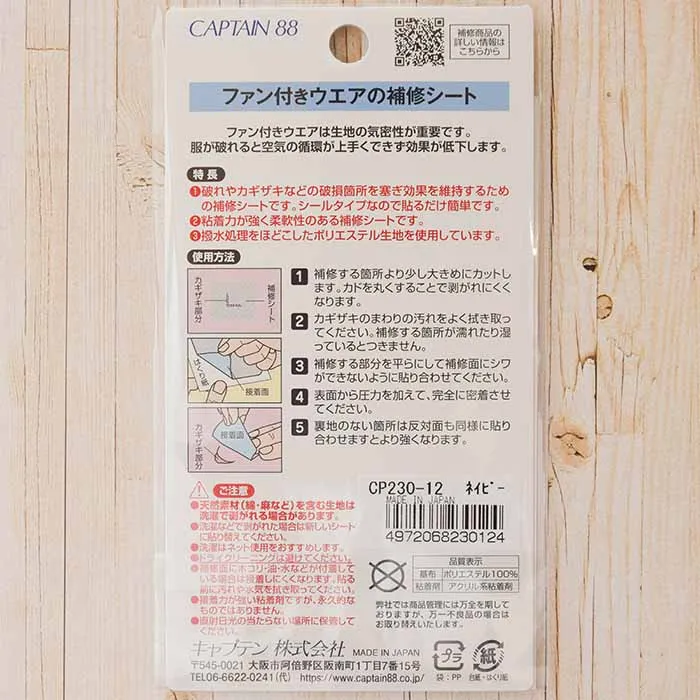 CAPTAIN 88
補修商品の
詳しい情報は
こちらから
ファン付きウエアの補修シート
ファン付きウエアは生地の気密性が重要です。
服が破れると空気の循環が上手くできず効果が低下します。
特長
❶破れやカギザキなどの破損箇所を塞ぎ効果を維持するため
の補修シートです。シールタイプなので貼るだけ簡単です。
❷粘着力が強く柔軟性のある補修シートです。
❸撥水処理をほどこしたポリエステル生地を使用しています。
使用方法
カギザキ部分
補修シート
1 補修する箇所より少し大きめにカットし
ます。カドを丸くすることで剥がれにくく
なります。
2 カギザキのまわりの汚れをよく拭き取っ
てください。補修する箇所が濡れたり湿
っているとつきません。
はくり紙
接着面
3 補修する部分を平らにして補修面にシワ
ができないように貼り合わせてください。
4 表面から圧力を加えて、完全に密着させ
てください。
カギザキ部分
接着面
5 裏地のない箇所は反対面も同様に貼り
合わせますとより強くなります。
ご注意
●天然素材(綿・麻など)を含む生地は
洗濯で剥がれる場合があります。
●洗濯などで剥がれた場合は新しいシート
に貼り替えてください。
●洗濯はネット使用をおすすめします。
●ドライクリーニングは避けてください。
●補修面にホコリ・油・水などが付着して
いる場合は接着しにくくなります。貼る
前に汚れや水気を拭き取ってください。
●接着力が強い粘着剤ですが、永久的な
ものではありません。
●直射日光の当たらない場所に保管して
ください。
CP230-12 ネイビー
MADE IN JAPAN
4972068230124
品質表示
基布 ポリエステル100%
粘着剤 アクリル系粘着剤
弊社では商品管理には万全を期して
おりますが、万一不良品の場合は
お取り替えいたします。
キャプテン株式会社 MADE IN JAPAN
〒545-0021 大阪市阿倍野区阪南町1丁目7番15号
TEL06-6622-0241(代) https://www.captain88.co.jp/
プラ
袋:PP
紙
台紙・はくり紙